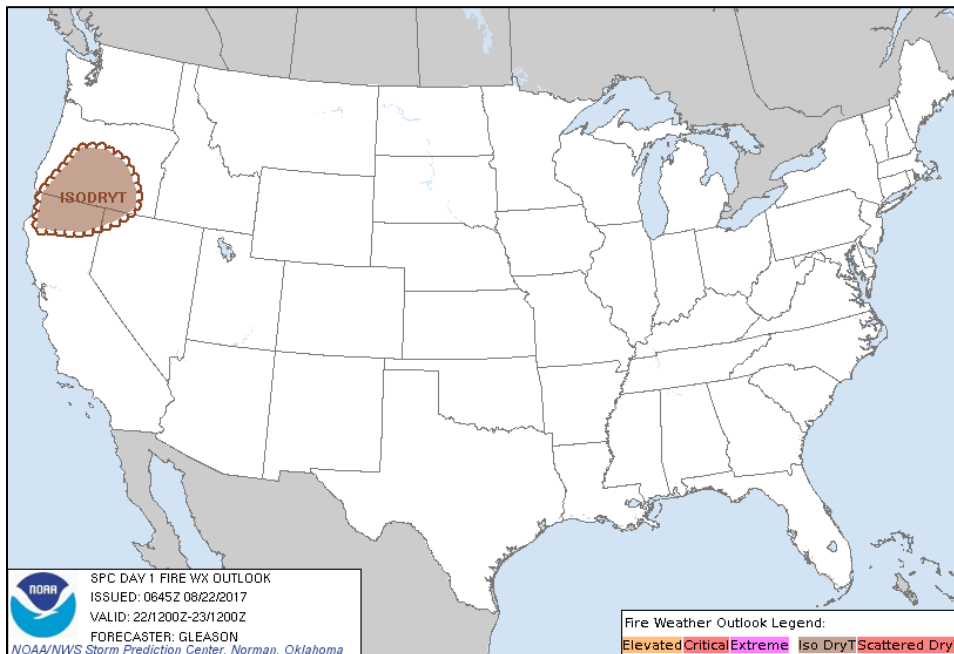 ISODRYT
NOAA
SPC DAY 1 FIRE WX OUTLOOK
ISSUED: 0645Z 08/22/2017
VALID: 22/1200Z-23/1200Z
FORECASTER: GLEASON
NOAA/NWS Storm Prediction Center, Norman, Oklahoma
Fire Weather Outlook Legend:
Elevated Critical Extreme Iso DryT Scattered Dry